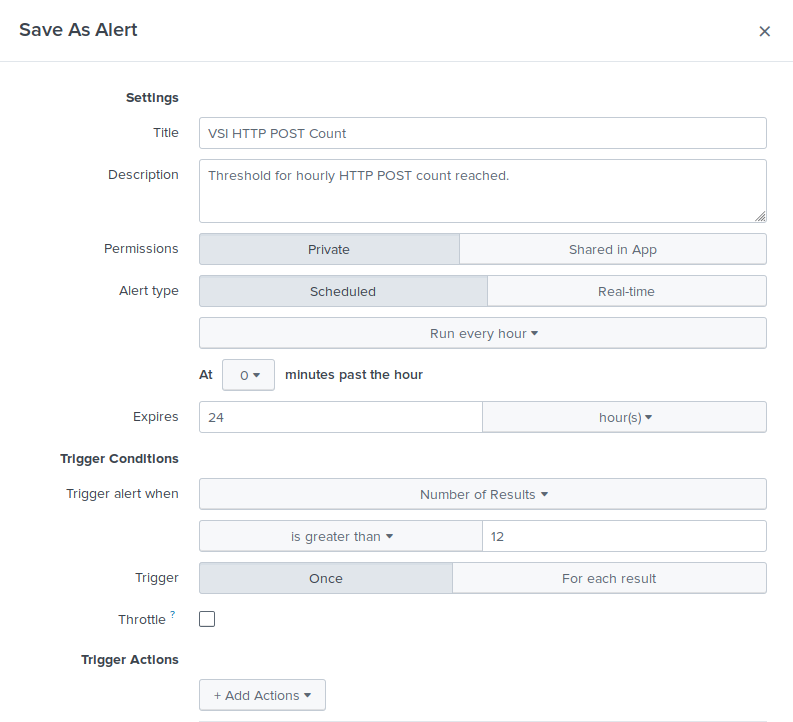 Save As Alert ×
Settings
Title VSI HTTP POST Count
Description Threshold for hourly HTTP POST count reached.
Permissions Private Shared in App
Alert type Scheduled Real-time
Run every hour ▾
At 0 ▾ minutes past the hour
Expires 24 hour(s) ▾
Trigger Conditions
Trigger alert when Number of Results ▾
is greater than ▾ 12
Trigger Once For each result
Throttle ?
Trigger Actions
+ Add Actions ▾